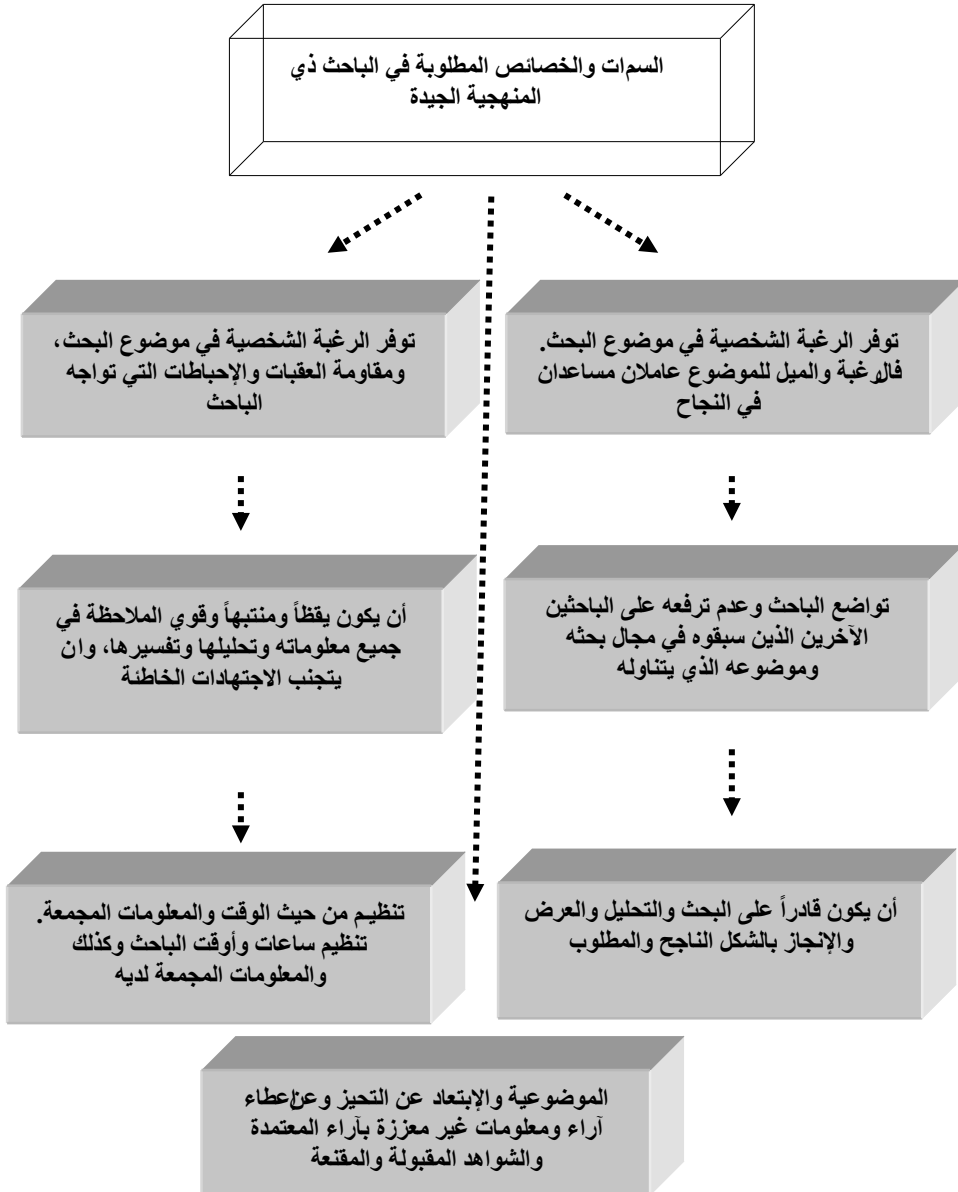 السمات والخصائص المطلوبة في الباحث ذي
المنهجية الجيدة
توفر الرغبة الشخصية في موضوع البحث.
فالرغبة والميل للموضوع عاملان مساعدان
في النجاح
توفر الرغبة الشخصية في موضوع البحث،
ومقاومة العقبات والإحباطات التي تواجه
الباحث
تواضع الباحث وعدم ترفعه على الباحثين
الآخرين الذين سبقوه في مجال بحثه
وموضوعه الذي يتناوله
أن يكون يقظاً ومنتبهاً وقوي الملاحظة في
جميع معلوماته وتحليلها وتفسيرها، وان
يتجنب الاجتهادات الخاطئة
أن يكون قادراً على البحث والتحليل والعرض
والإنجاز بالشكل الناجح والمطلوب
تنظيم من حيث الوقت والمعلومات المجمعة.
تنظيم ساعات وأوقت الباحث وكذلك
والمعلومات المجمعة لديه
الموضوعية والإبتعاد عن التحيز وعن إعطاء
آراء ومعلومات غير معززة بآراء المعتمدة
والشواهد المقبولة والمقنعة